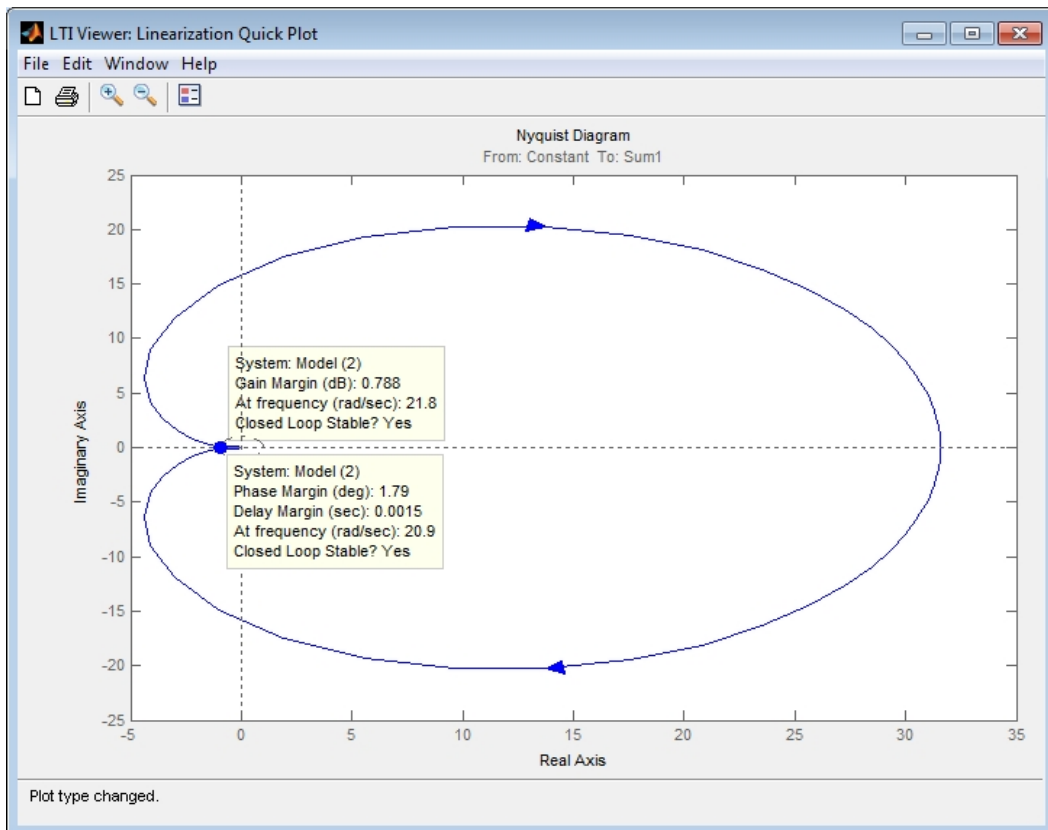 LTI Viewer: Linearization Quick Plot
File Edit Window Help
Nyquist Diagram
From: Constant To: Sum1
25
20
15
10
5
0
-5
-10
-15
-20
-25
Imaginary Axis
System: Model (2)
Gain Margin (dB): 0.788
At frequency (rad/sec): 21.8
Closed Loop Stable? Yes
System: Model (2)
Phase Margin (deg): 1.79
Delay Margin (sec): 0.0015
At frequency (rad/sec): 20.9
Closed Loop Stable? Yes
-5 0 5 10 15 20 25 30 35
Real Axis
Plot type changed.